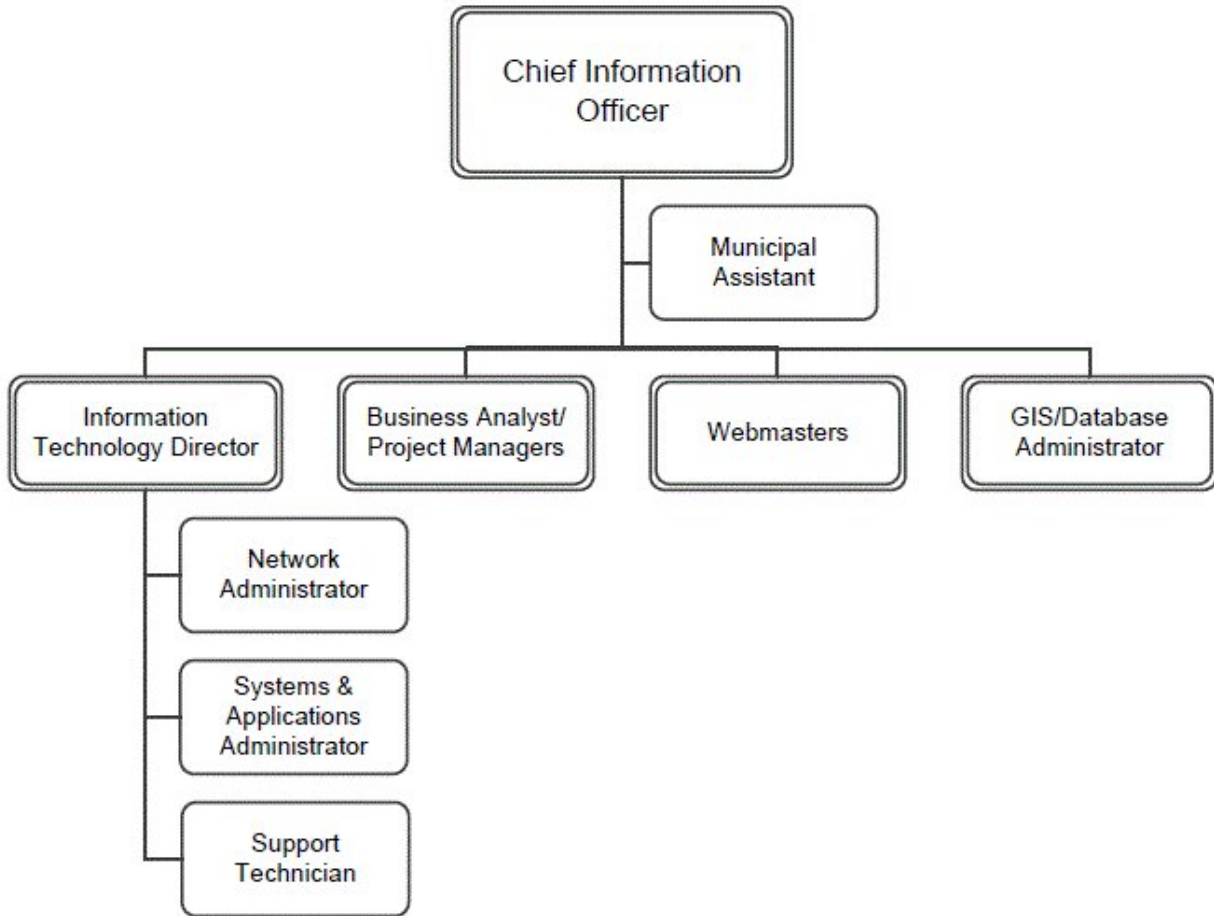 Chief Information
Officer
Municipal
Assistant
Information
Technology Director
Business Analyst/
Project Managers
Webmasters
GIS/Database
Administrator
Network
Administrator
Systems &
Applications
Administrator
Support
Technician